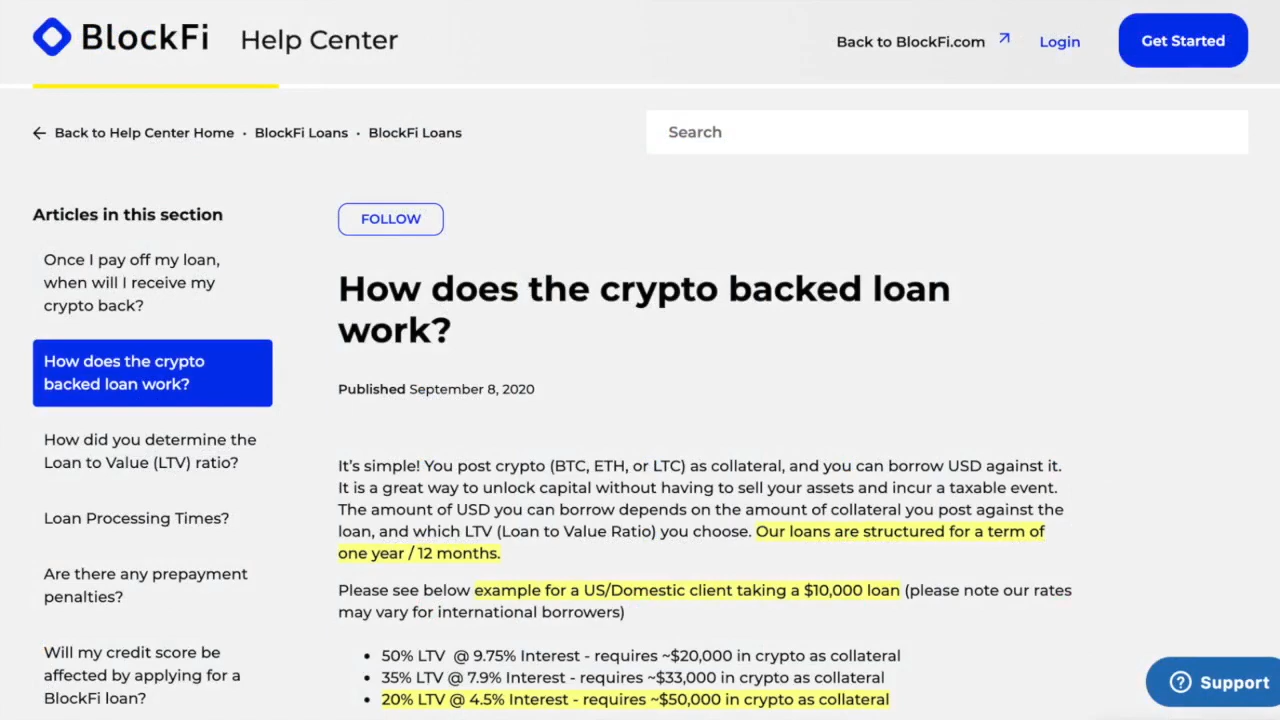 BlockFi Help Center
Back to BlockFi.com
Login
Get Started
Back to Help Center Home · BlockFi Loans · BlockFi Loans
Search
Articles in this section
Once I pay off my loan,
when will I receive my
crypto back?
How does the crypto
backed loan work?
How did you determine the
Loan to Value (LTV) ratio?
Loan Processing Times?
Are there any prepayment
penalties?
Will my credit score be
affected by applying for a
BlockFi loan?
FOLLOW
How does the crypto backed loan
work?
Published September 8, 2020
It’s simple! You post crypto (BTC, ETH, or LTC) as collateral, and you can borrow USD against it.
It is a great way to unlock capital without having to sell your assets and incur a taxable event.
The amount of USD you can borrow depends on the amount of collateral you post against the
loan, and which LTV (Loan to Value Ratio) you choose. Our loans are structured for a term of
one year / 12 months.
Please see below example for a US/Domestic client taking a $10,000 loan (please note our rates
may vary for international borrowers)
• 50% LTV @ 9.75% Interest - requires ~$20,000 in crypto as collateral
• 35% LTV @ 7.9% Interest - requires ~$33,000 in crypto as collateral
• 20% LTV @ 4.5% Interest - requires ~$50,000 in crypto as collateral
Support